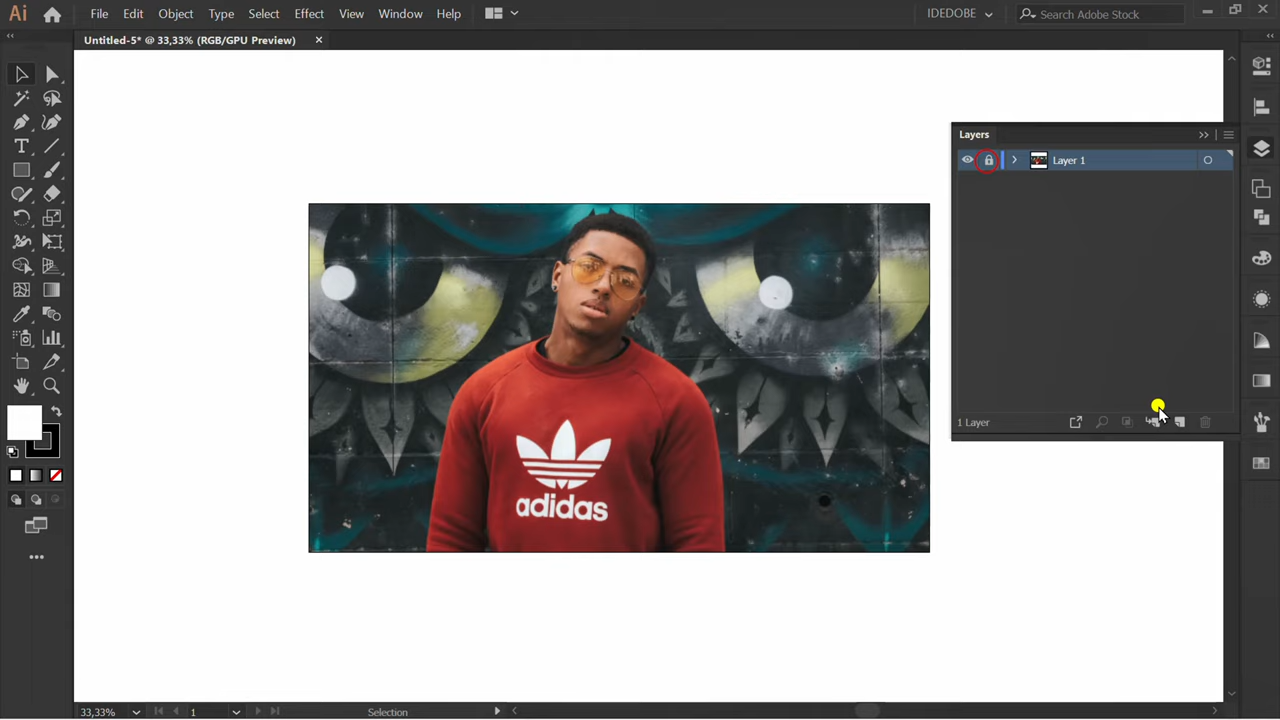 Ai File Edit Object Type Select Effect View Window Help IDEDOBE Search Adobe Stock
Untitled-5* @ 33,33% (RGB/GPU Preview)
Layers
Layer 1
adidas
1 Layer
33,33% 1 Selection